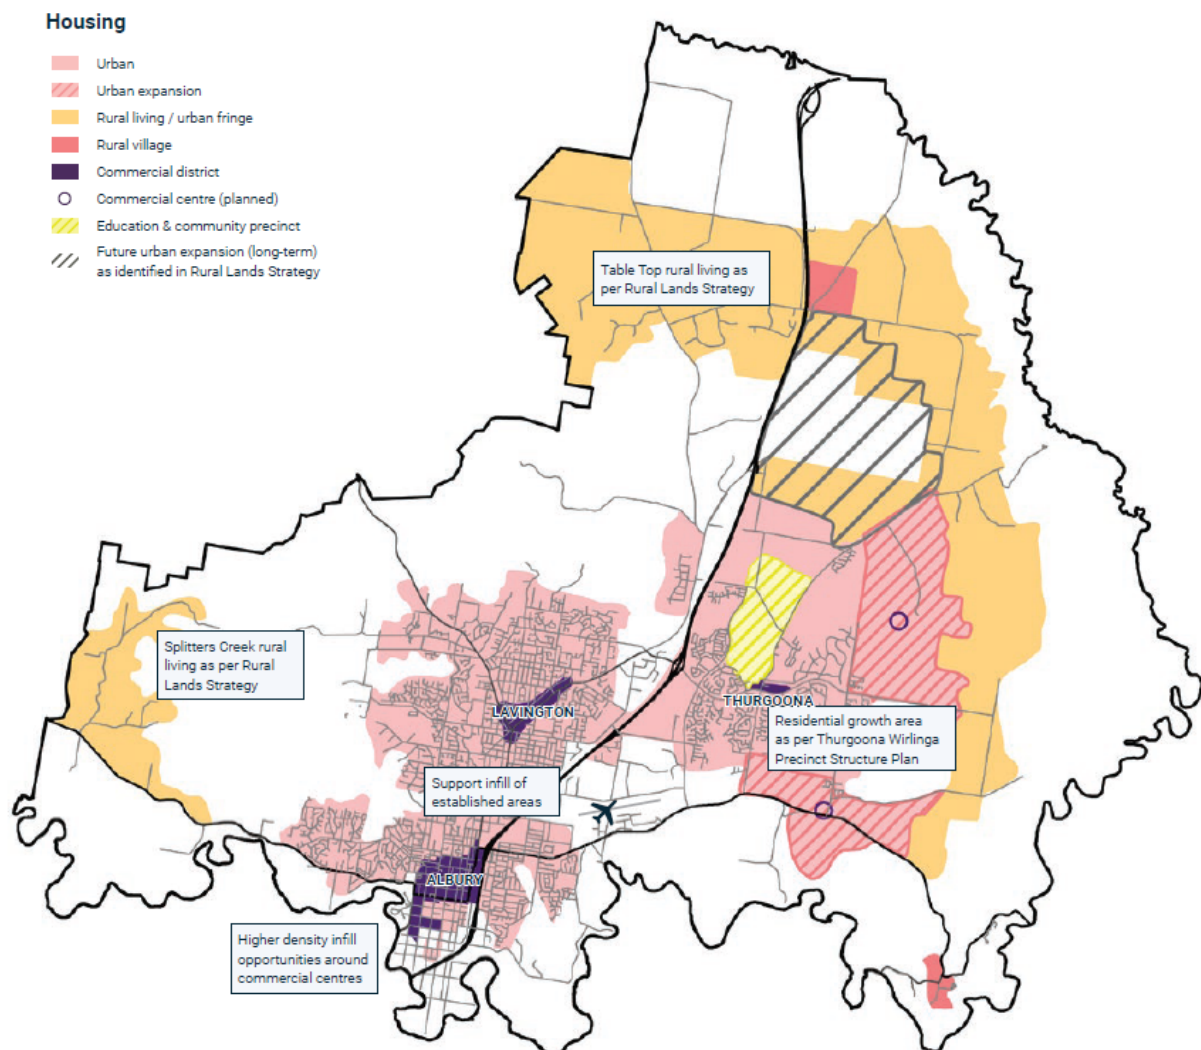 Housing
Urban
Urban expansion
Rural living / urban fringe
Rural village
Commercial district
Commercial centre (planned)
Education & community precinct
Future urban expansion (long-term)
as identified in Rural Lands Strategy
Table Top rural living as
per Rural Lands Strategy
Splitters Creek rural
living as per Rural
Lands Strategy
LAVINGTON
THURGOONA
Residential growth area
as per Thurgoona Wirlinga
Precinct Structure Plan
Support infill of
established areas
ALBURY
Higher density infill
opportunities around
commercial centres